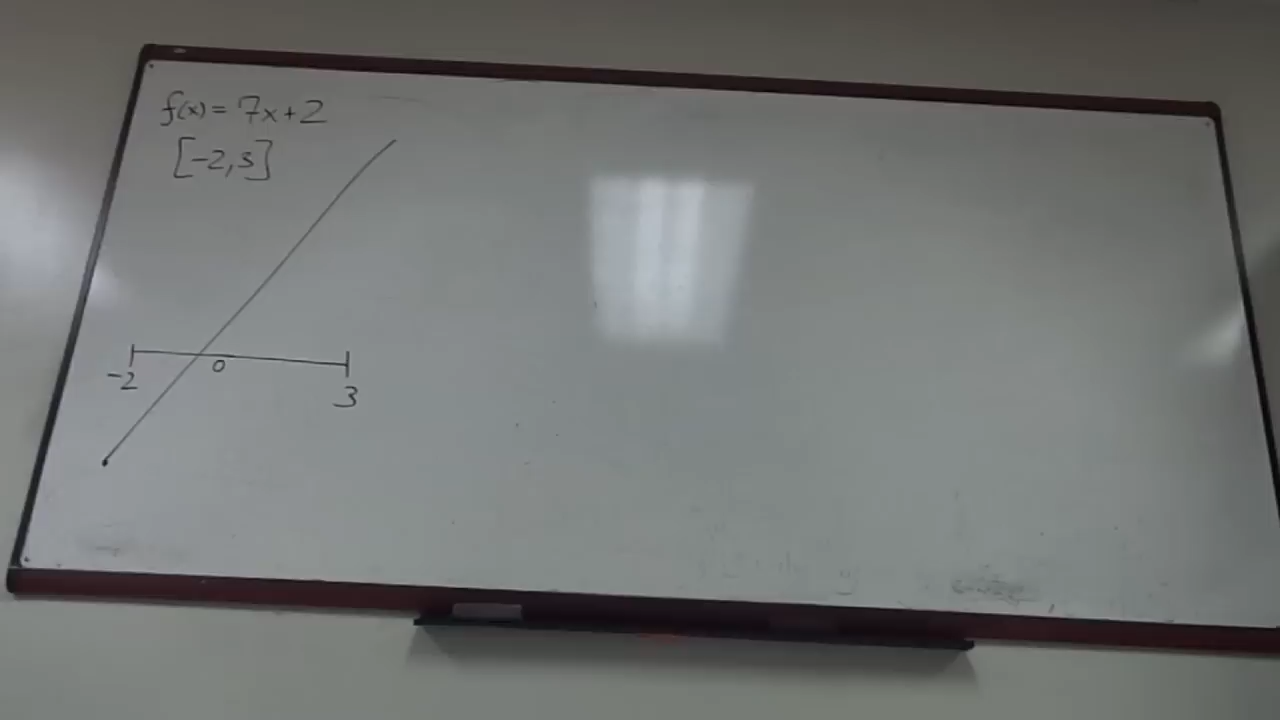 f(x) = 7x+2
[-2,3]
-2 0 3